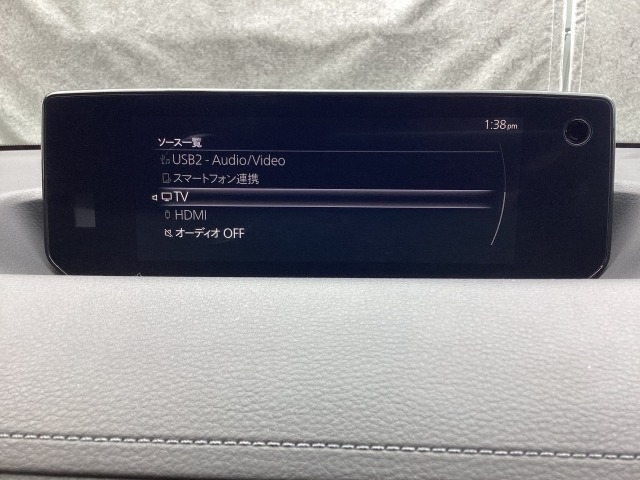 1:38pm
ソース一覧
USB2 - Audio/Video
スマートフォン連携
TV
HDMI
オーディオ OFF